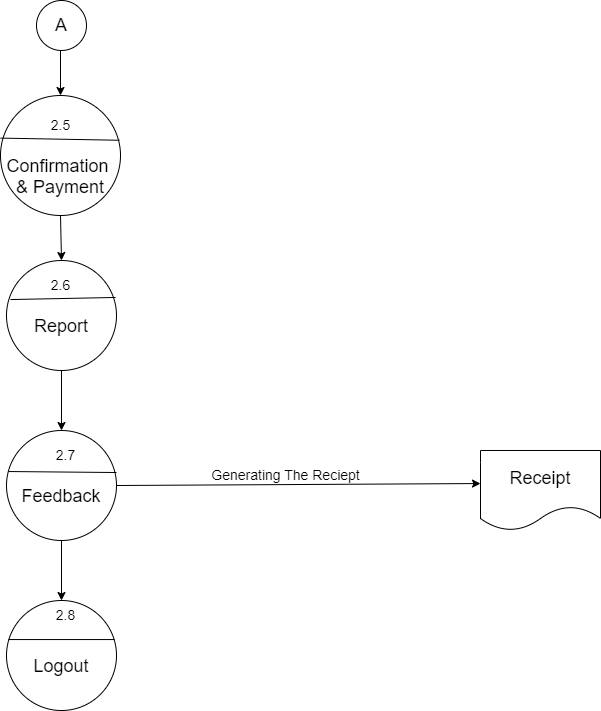 A
2.5
Confirmation
& Payment
2.6
Report
2.7
Feedback
Generating The Reciept
Receipt
2.8
Logout